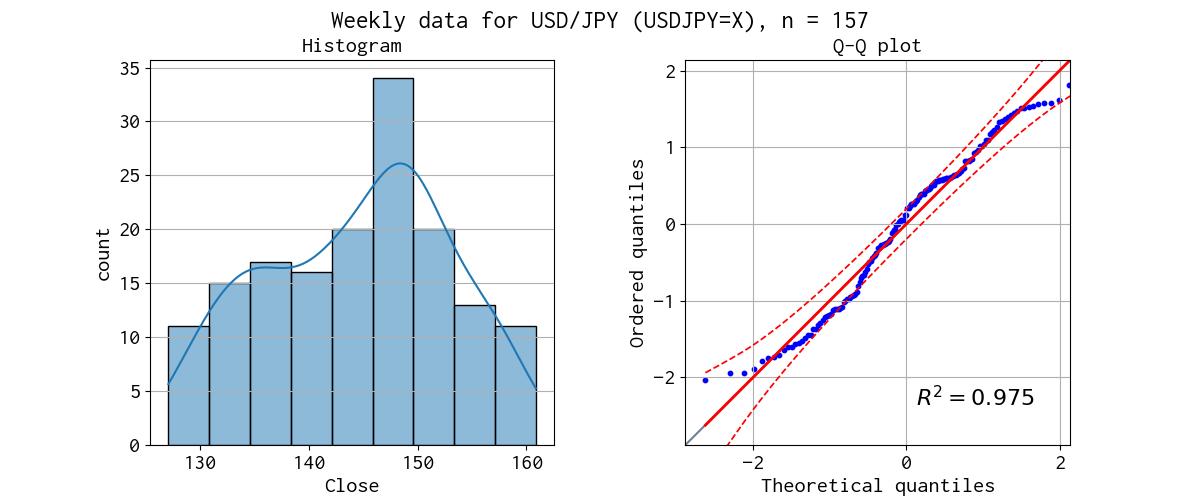 Weekly data for USD/JPY (USDJPY=X), n = 157
Histogram
35
30
25
20
15
10
5
0
count
130 140 150 160
Close
Q-Q plot
2
1
0
−1
−2
Ordered quantiles
R² = 0.975
−2 0 2
Theoretical quantiles